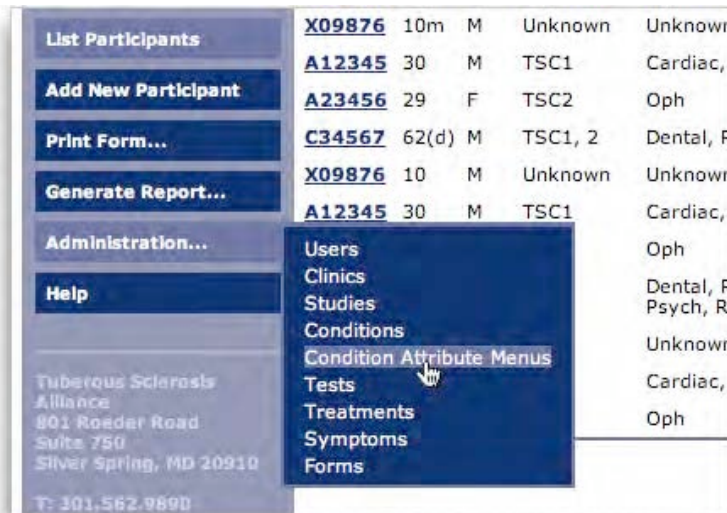 List Participants
Add New Participant
Print Form...
Generate Report...
Administration...
Help
Tuberous Sclerosis
Alliance
801 Roeder Road
Suite 750
Silver Spring, MD 20910
T: 301.562.9890
X09876 10m M Unknown Unknown
A12345 30 M TSC1 Cardiac,
A23456 29 F TSC2 Oph
C34567 62(d) M TSC1, 2 Dental,
X09876 10 M Unknown Unknown
A12345 30 M TSC1 Cardiac,
Oph
Dental,
Psych,
Unknown
Cardiac,
Oph
Users
Clinics
Studies
Conditions
Condition Attribute Menus
Tests
Treatments
Symptoms
Forms